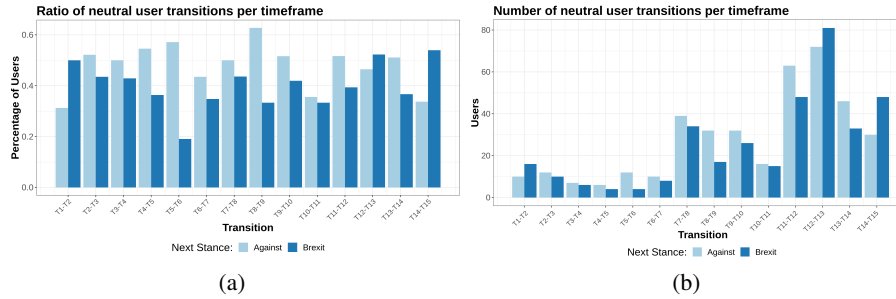 Ratio of neutral user transitions per timeframe
Percentage of Users
0.6
0.4
0.2
0.0
T1-T2
T2-T3
T3-T4
T4-T5
T5-T6
T6-T7
T7-T8
T8-T9
T9-T10
T10-T11
T11-T12
T12-T13
T13-T14
T14-T15
Transition
Next Stance: Against Brexit
(a)
Number of neutral user transitions per timeframe
Users
80
60
40
20
0
T1-T2
T2-T3
T3-T4
T4-T5
T5-T6
T6-T7
T7-T8
T8-T9
T9-T10
T10-T11
T11-T12
T12-T13
T13-T14
T14-T15
Transition
Next Stance: Against Brexit
(b)